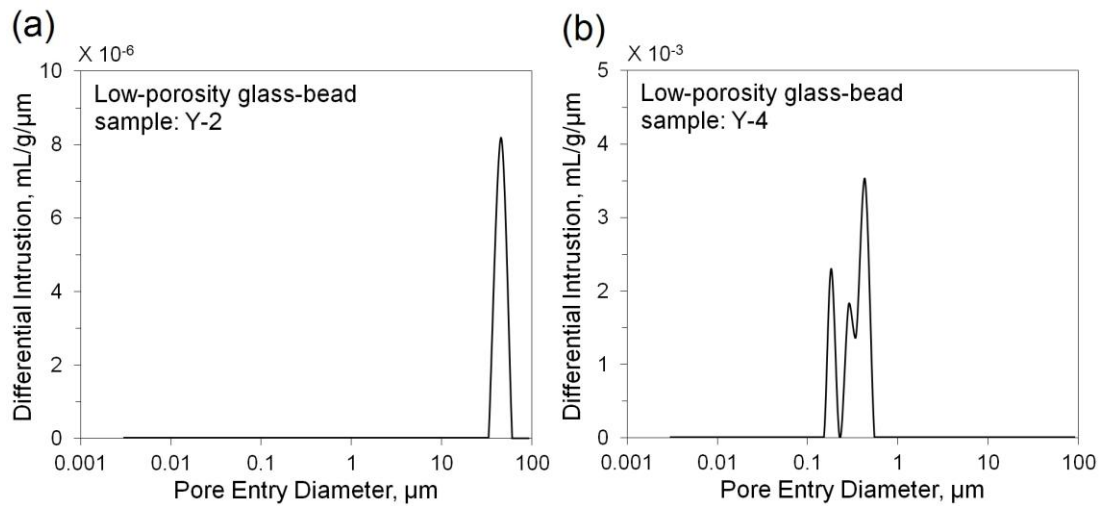 (a)
X 10⁻⁶
10
8
6
4
2
0
Differential Intrustion, mL/g/µm
Low-porosity glass-bead
sample: Y-2
0.001 0.01 0.1 1 10 100
Pore Entry Diameter, µm
(b)
X 10⁻³
5
4
3
2
1
0
Differential Intrusion, mL/g/µm
Low-porosity glass-bead
sample: Y-4
0.001 0.01 0.1 1 10 100
Pore Entry Diameter, µm